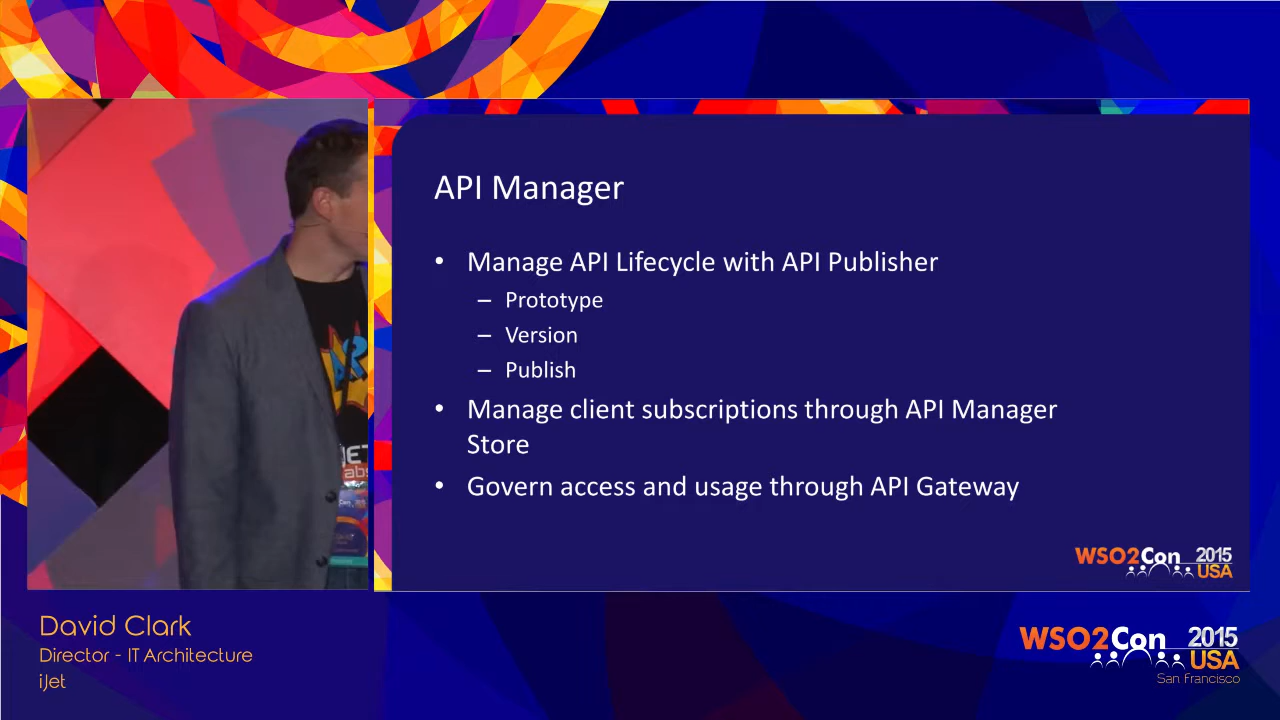 API Manager
• Manage API Lifecycle with API Publisher
– Prototype
– Version
– Publish
• Manage client subscriptions through API Manager
Store
• Govern access and usage through API Gateway
WSO2Con 2015
USA
David Clark
Director - IT Architecture
iJet
WSO2Con 2015
USA
San Francisco